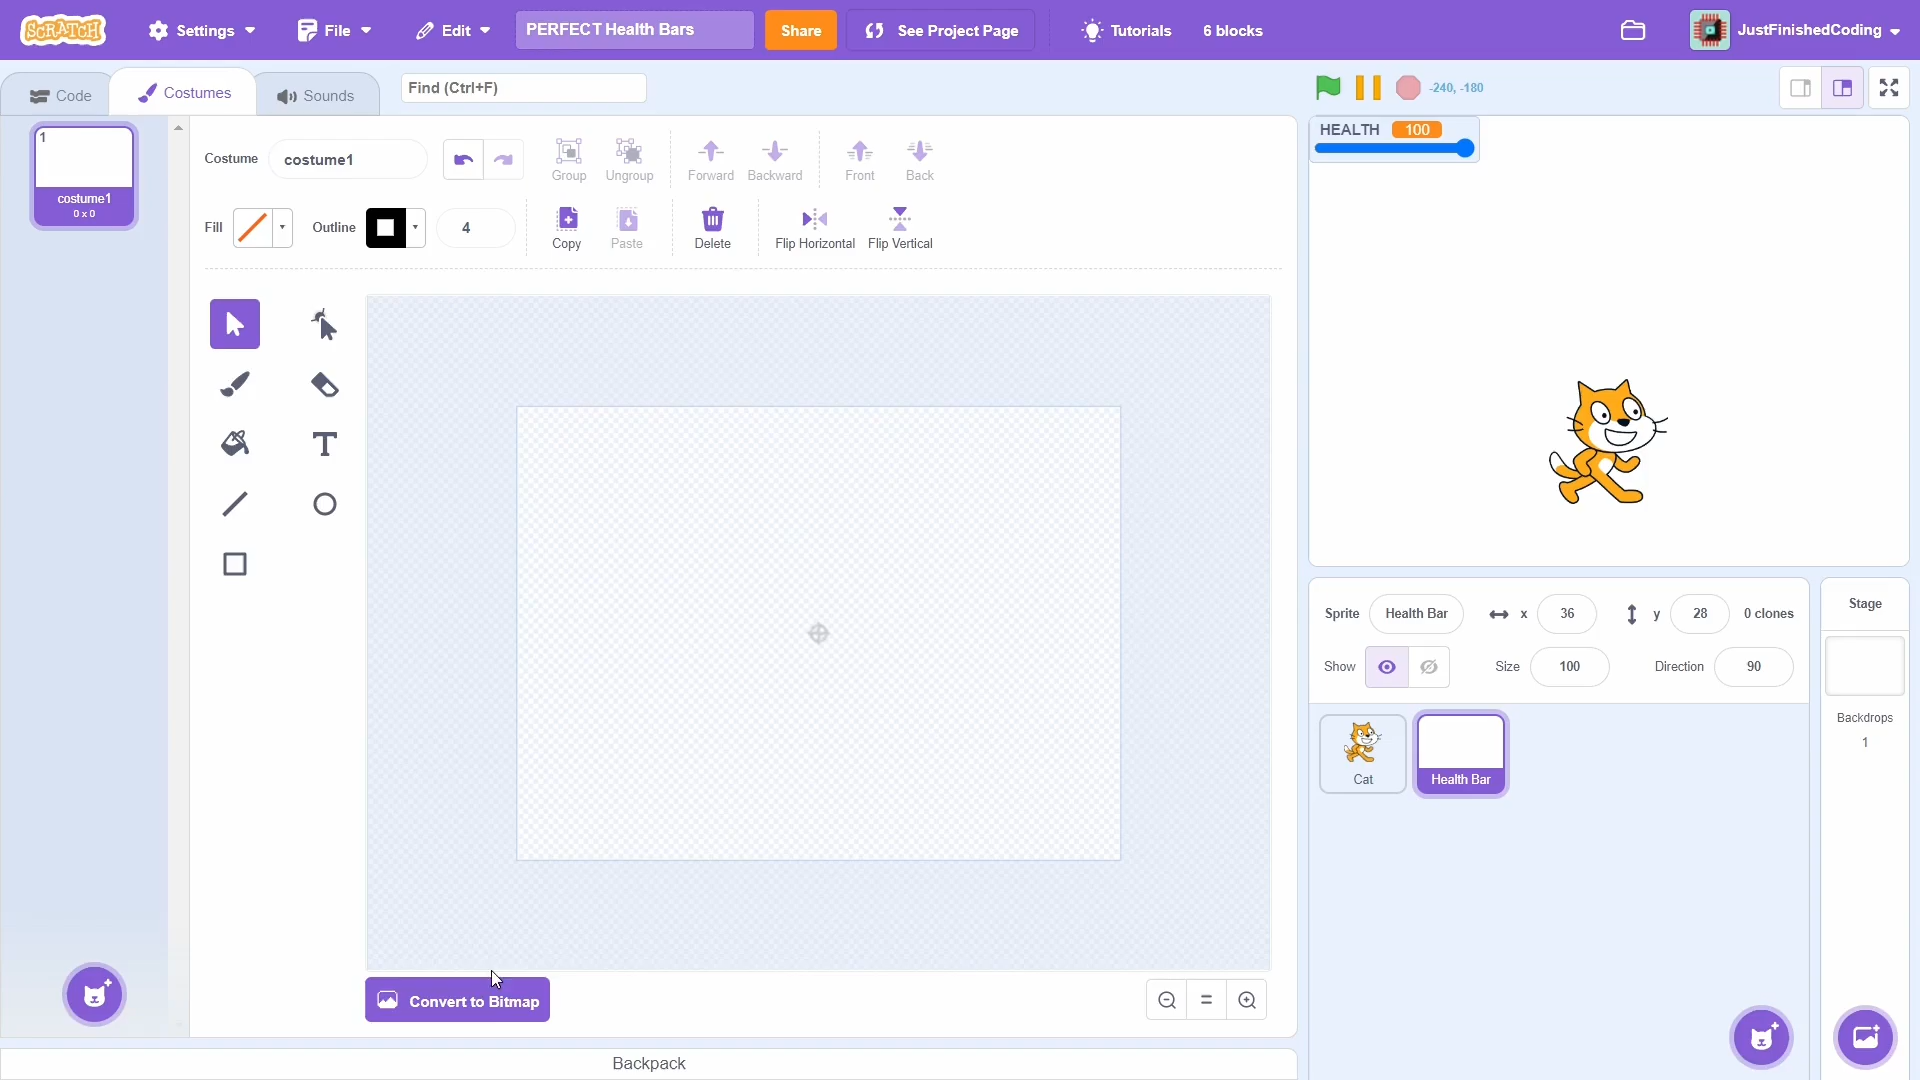 SCRATCH Settings File Edit PERFECT Health Bars Share See Project Page Tutorials 6 blocks JustFinishedCoding
Code Costumes Sounds Find (Ctrl+F) -240, -180
1
costume1
0 x 0
Costume costume1 Group Ungroup Forward Backward Front Back
Fill Outline 4 Copy Paste Delete Flip Horizontal Flip Vertical
Convert to Bitmap
Backpack
HEALTH 100
Sprite Health Bar x 36 y 28 0 clones
Show Size 100 Direction 90
Cat Health Bar
Stage
Backdrops
1